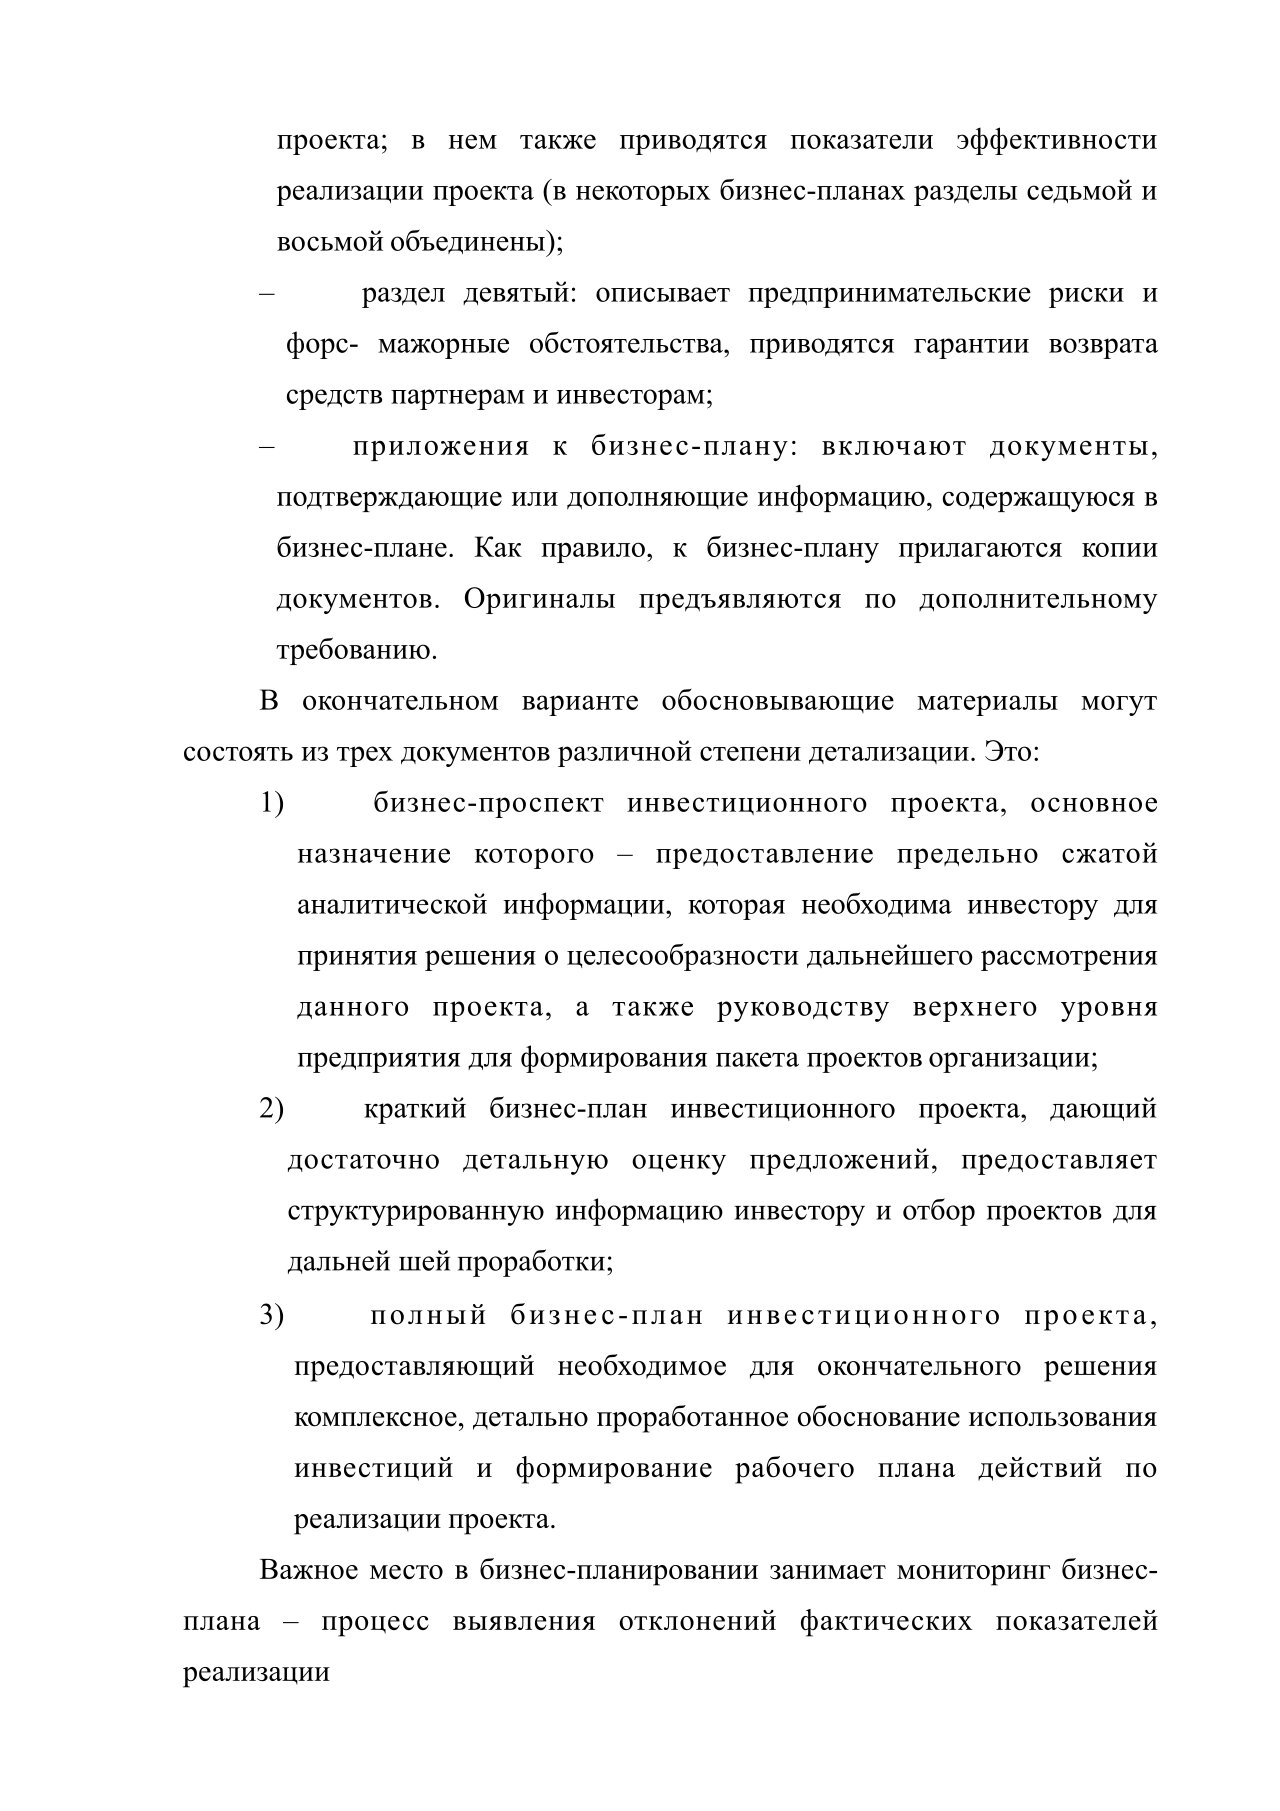 проекта; в нем также приводятся показатели эффективности
реализации проекта (в некоторых бизнес-планах разделы седьмой и
восьмой объединены);
– раздел девятый: описывает предпринимательские риски и
форс- мажорные обстоятельства, приводятся гарантии возврата
средств партнерам и инвесторам;
– приложения к бизнес-плану: включают документы,
подтверждающие или дополняющие информацию, содержащуюся в
бизнес-плане. Как правило, к бизнес-плану прилагаются копии
документов. Оригиналы предъявляются по дополнительному
требованию.
В окончательном варианте обосновывающие материалы могут
состоять из трех документов различной степени детализации. Это:
1) бизнес-проспект инвестиционного проекта, основное
назначение которого – предоставление предельно сжатой
аналитической информации, которая необходима инвестору для
принятия решения о целесообразности дальнейшего рассмотрения
данного проекта, а также руководству верхнего уровня
предприятия для формирования пакета проектов организации;
2) краткий бизнес-план инвестиционного проекта, дающий
достаточно детальную оценку предложений, предоставляет
структурированную информацию инвестору и отбор проектов для
дальней шей проработки;
3) полный бизнес-план инвестиционного проекта,
предоставляющий необходимое для окончательного решения
комплексное, детально проработанное обоснование использования
инвестиций и формирование рабочего плана действий по
реализации проекта.
Важное место в бизнес-планировании занимает мониторинг бизнес-
плана – процесс выявления отклонений фактических показателей
реализации